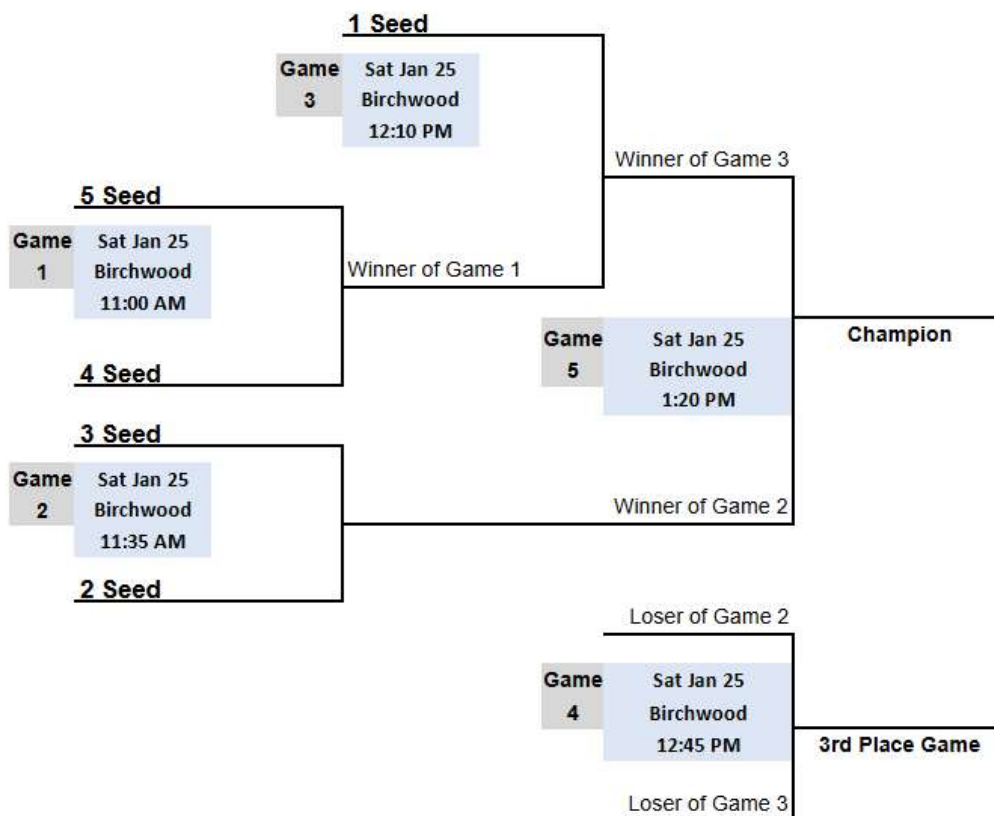 1 Seed
Game
3
Sat Jan 25
Birchwood
12:10 PM
Winner of Game 3
5 Seed
Game
1
Sat Jan 25
Birchwood
11:00 AM
Winner of Game 1
4 Seed
Game
5
Sat Jan 25
Birchwood
1:20 PM
Champion
3 Seed
Game
2
Sat Jan 25
Birchwood
11:35 AM
Winner of Game 2
2 Seed
Loser of Game 2
Game
4
Sat Jan 25
Birchwood
12:45 PM
3rd Place Game
Loser of Game 3